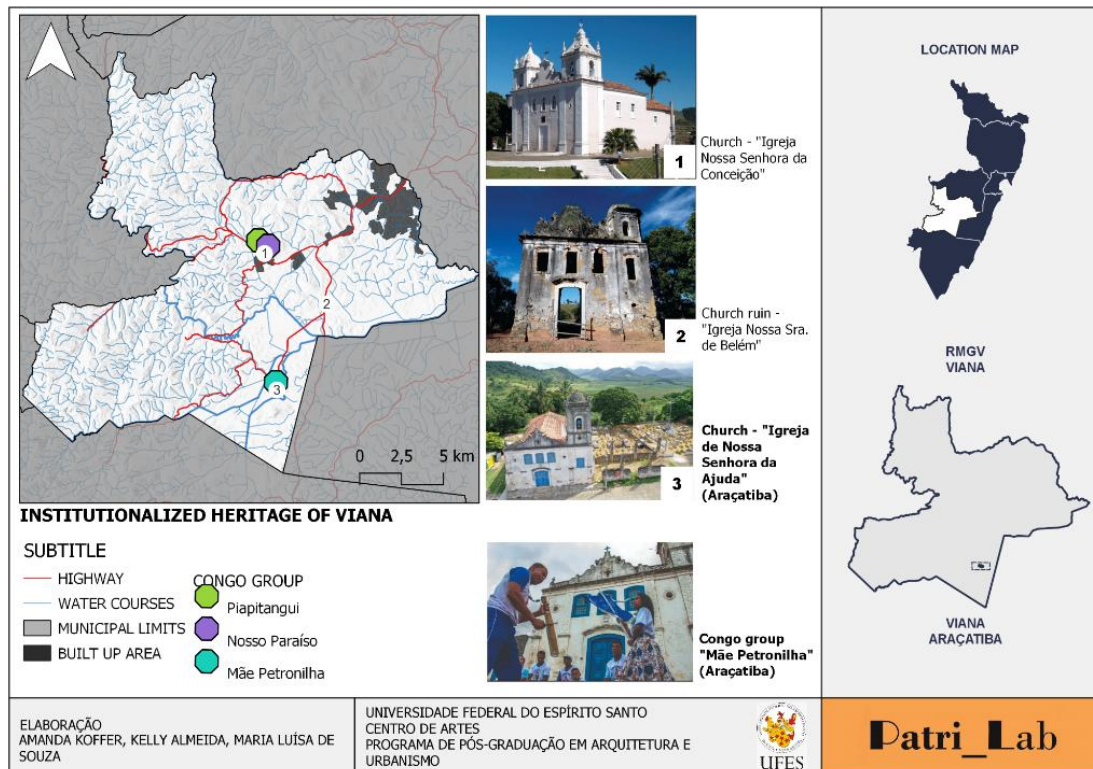 1
2
3
0 2,5 5 km
INSTITUTIONALIZED HERITAGE OF VIANA
SUBTITLE
HIGHWAY
WATER COURSES
MUNICIPAL LIMITS
BUILT UP AREA
CONGO GROUP
Piapitangui
Nosso Paraíso
Mãe Petronilha
1
Church - "Igreja
Nossa Senhora da
Conceição"
2
Church ruin -
"Igreja Nossa Sra.
de Belém"
3
Church - "Igreja
de Nossa
Senhora da
Ajuda"
(Araçatiba)
Congo group
"Mãe Petronilha"
(Araçatiba)
LOCATION MAP
RMGV
VIANA
VIANA
ARAÇATIBA
ELABORAÇÃO
AMANDA KOFFER, KELLY ALMEIDA, MARIA LUÍSA DE
SOUZA
UNIVERSIDADE FEDERAL DO ESPÍRITO SANTO
CENTRO DE ARTES
PROGRAMA DE PÓS-GRADUAÇÃO EM ARQUITETURA E
URBANISMO
UFES
Patri_Lab